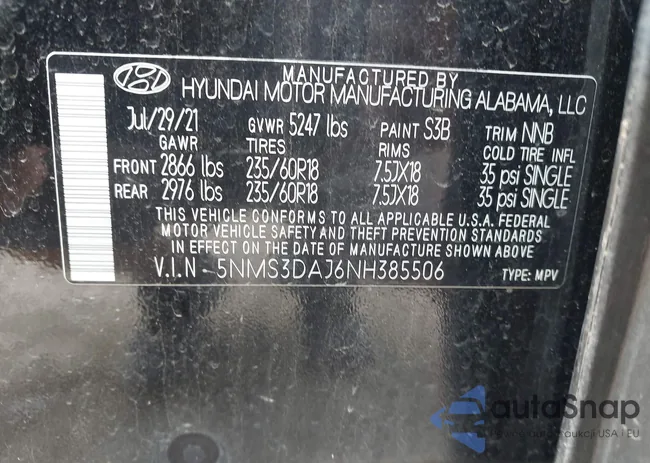 MANUFACTURED BY
HYUNDAI MOTOR MANUFACTURING ALABAMA, LLC
Jul/29/21 GVWR 5247 lbs PAINT S3B TRIM NNB
GAWR TIRES RIMS COLD TIRE INFL
FRONT 2866 lbs 235/60R18 7.5JX18 35 psi SINGLE
REAR 2976 lbs 235/60R18 7.5JX18 35 psi SINGLE
THIS VEHICLE CONFORMS TO ALL APPLICABLE U.S.A. FEDERAL
MOTOR VEHICLE SAFETY AND THEFT PREVENTION STANDARDS
IN EFFECT ON THE DATE OF MANUFACTURE SHOWN ABOVE
V.I.N - 5NMS3DAJ6NH385506 TYPE: MPV
autoSnap
aukcji USA i EU